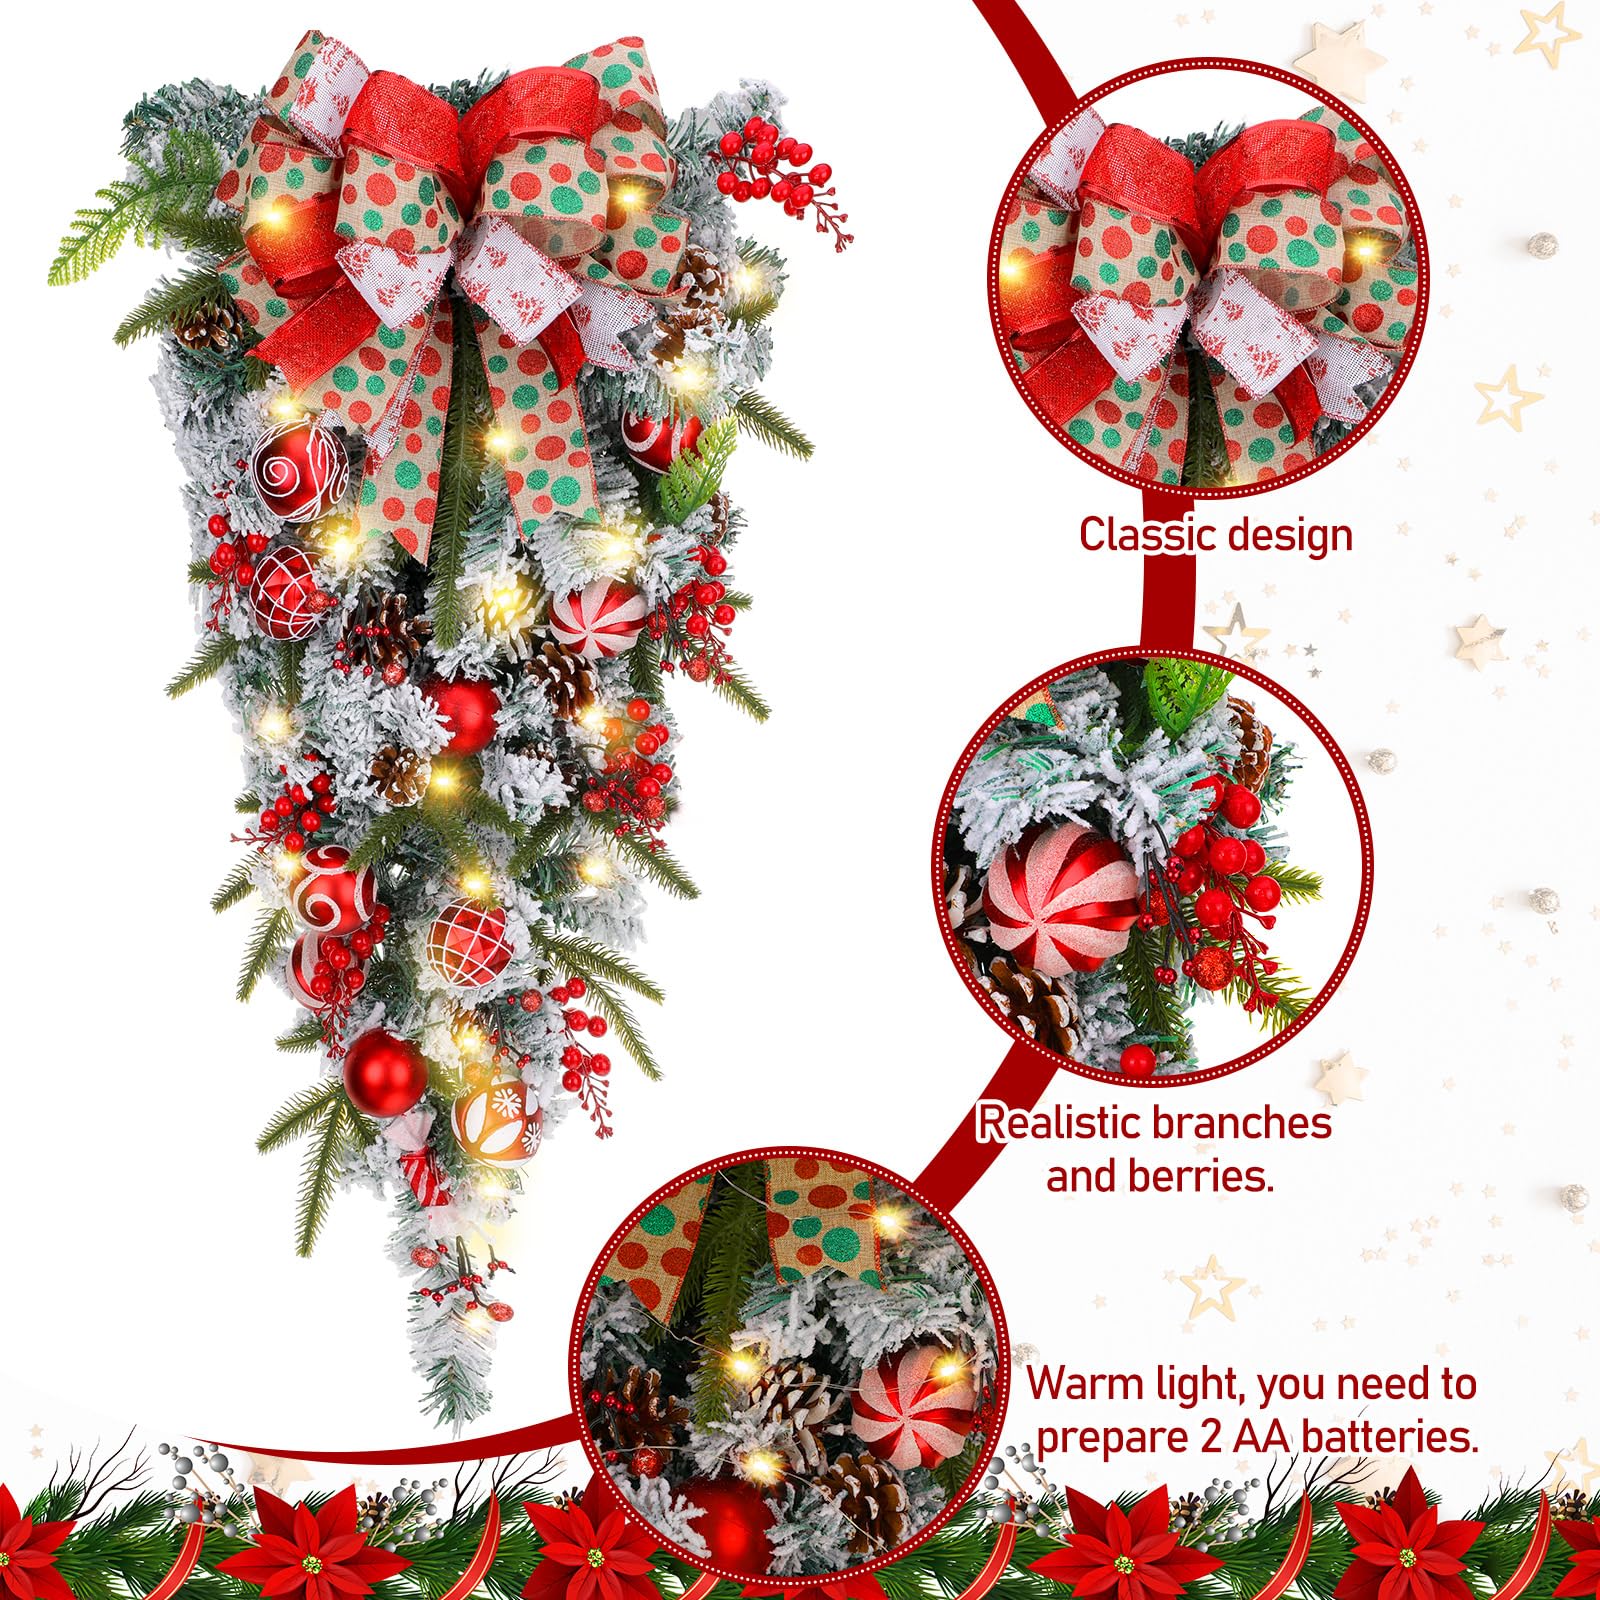 Classic design
Realistic branches
and berries.
Warm light, you need to
prepare 2 AA batteries.